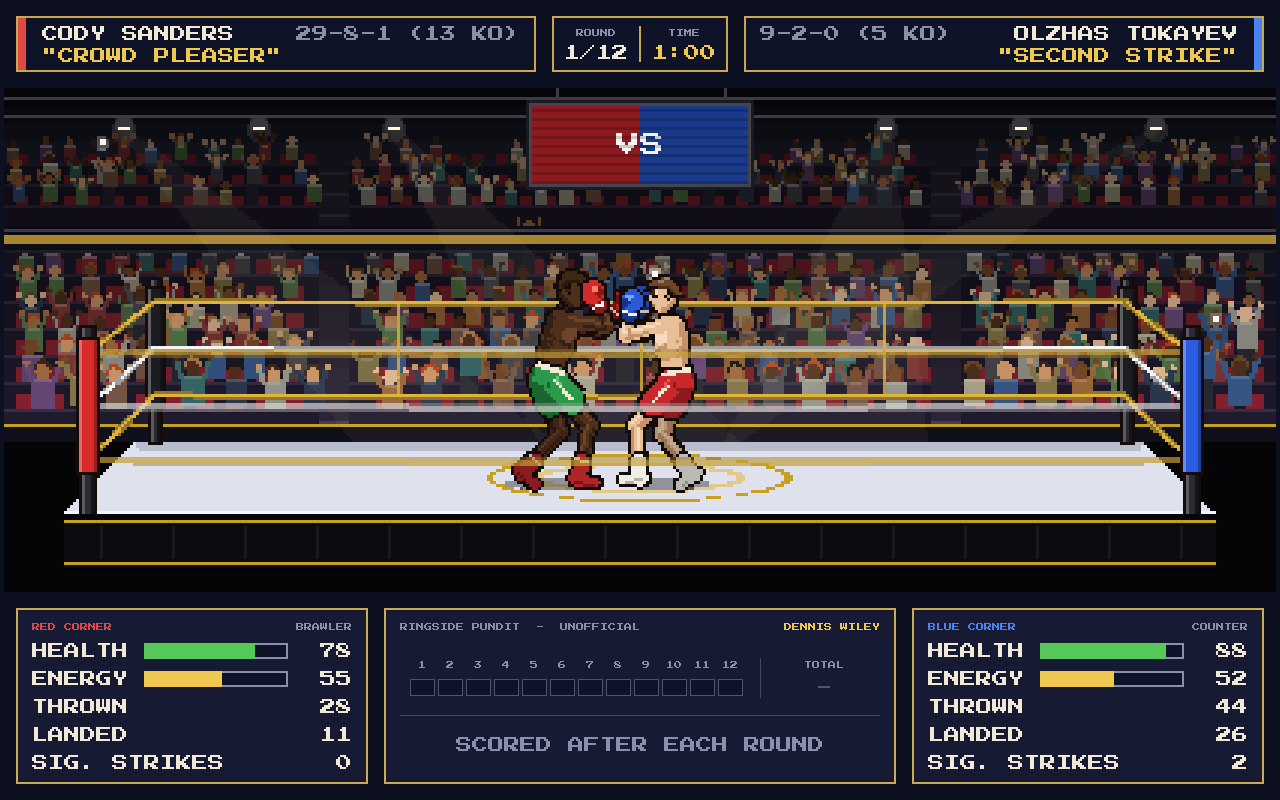 CODY SANDERS 29-8-1 (13 KO)
"CROWD PLEASER"
ROUND TIME
1/12 1:00
9-2-0 (5 KO) OLZHAS TOKAYEV
"SECOND STRIKE"
VS
RED CORNER BRAWLER
HEALTH 78
ENERGY 55
THROWN 28
LANDED 11
SIG. STRIKES 0
RINGSIDE PUNDIT - UNOFFICIAL DENNIS WILEY
1 2 3 4 5 6 7 8 9 10 11 12 TOTAL
—
SCORED AFTER EACH ROUND
BLUE CORNER COUNTER
HEALTH 88
ENERGY 52
THROWN 44
LANDED 26
SIG. STRIKES 2